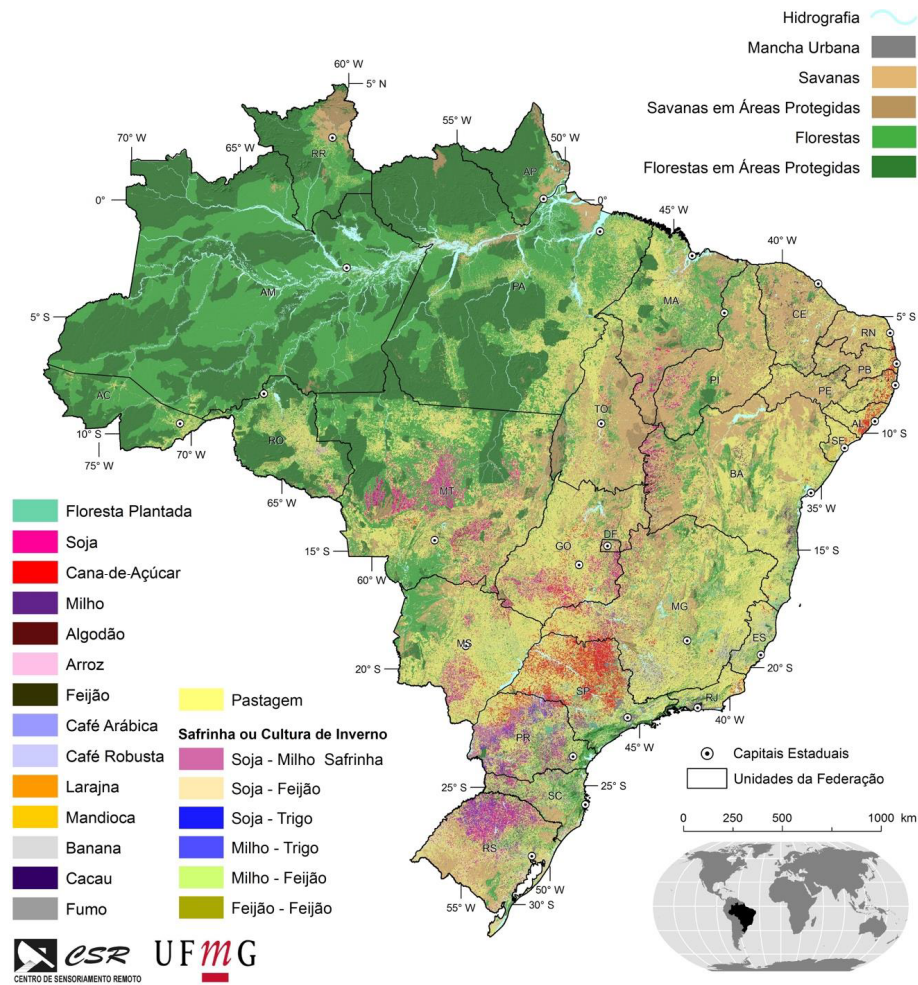 Hidrografia
Mancha Urbana
Savanas
Savanas em Áreas Protegidas
Florestas
Florestas em Áreas Protegidas
60° W
5° N
70° W
65° W
55° W
50° W
RR
AP
0°
0°
45° W
40° W
AM
PA
MA
CE
5° S
5° S
RN
PB
PI
PE
AC
TO
AL
10° S
10° S
SE
75° W
70° W
RO
BA
35° W
65° W
MT
15° S
GO
DF
15° S
60° W
MG
MS
ES
20° S
20° S
SP
RJ
40° W
45° W
PR
25° S
25° S
SC
RS
50° W
55° W
30° S
Floresta Plantada
Soja
Cana-de-Açúcar
Milho
Algodão
Arroz
Feijão
Café Arábica
Café Robusta
Larajna
Mandioca
Banana
Cacau
Fumo
Pastagem
Safrinha ou Cultura de Inverno
Soja - Milho Safrinha
Soja - Feijão
Soja - Trigo
Milho - Trigo
Milho - Feijão
Feijão - Feijão
Capitais Estaduais
Unidades da Federação
0 250 500 1000 km
CSR
CENTRO DE SENSORIAMENTO REMOTO
UFmG